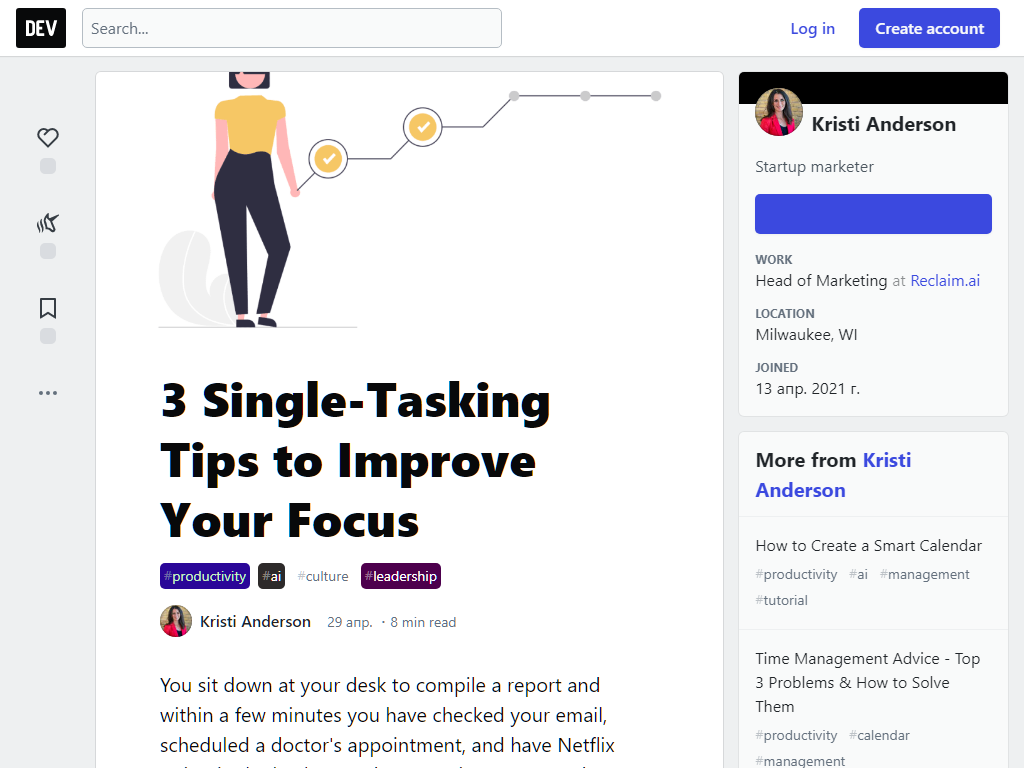 DEV
Search...
Log in
Create account
3 Single-Tasking
Tips to Improve
Your Focus
#productivity #ai #culture #leadership
Kristi Anderson 29 апр. · 8 min read
You sit down at your desk to compile a report and
within a few minutes you have checked your email,
scheduled a doctor's appointment, and have Netflix
Kristi Anderson
Startup marketer
WORK
Head of Marketing at Reclaim.ai
LOCATION
Milwaukee, WI
JOINED
13 апр. 2021 г.
More from Kristi
Anderson
How to Create a Smart Calendar
#productivity #ai #management
#tutorial
Time Management Advice - Top
3 Problems & How to Solve
Them
#productivity #calendar
#management